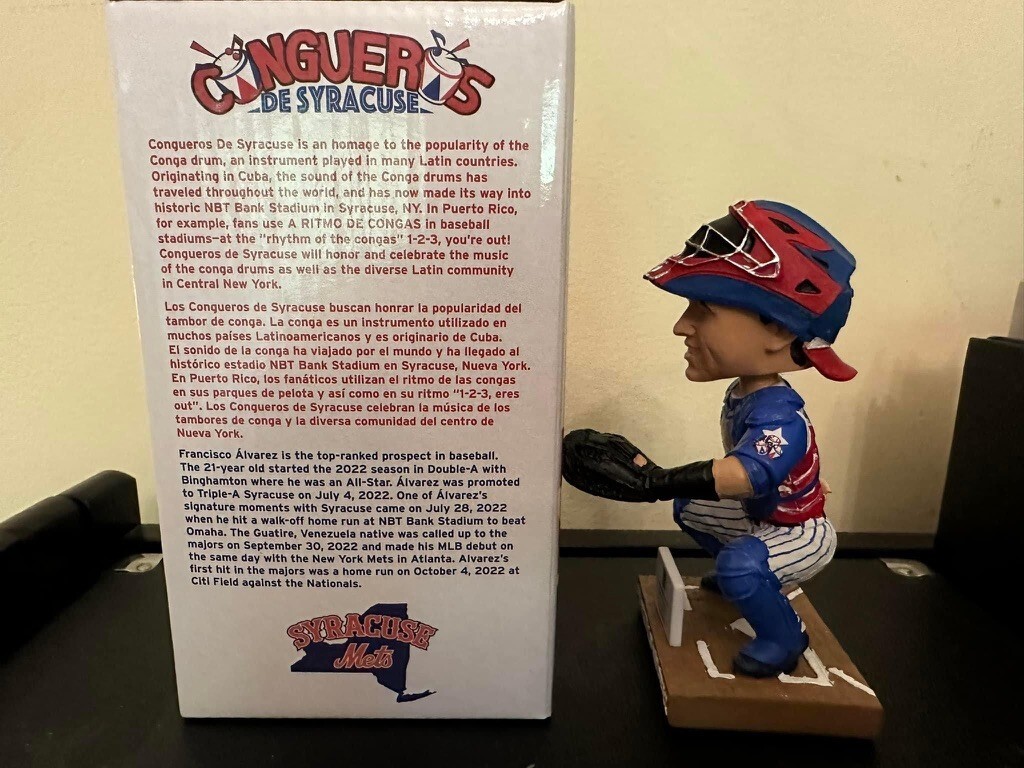 CONGUEROS
DE SYRACUSE
Congueros De Syracuse is an homage to the popularity of the
Conga drum, an instrument played in many Latin countries.
Originating in Cuba, the sound of the Conga drums has
traveled throughout the world, and has now made its way into
historic NBT Bank Stadium in Syracuse, NY. In Puerto Rico,
for example, fans use A RITMO DE CONGAS in baseball
stadiums—at the "rhythm of the congas" 1-2-3, you're out!
Congueros de Syracuse will honor and celebrate the music
of the conga drums as well as the diverse Latin community
in Central New York.
Los Congueros de Syracuse buscan honrar la popularidad del
tambor de conga. La conga es un instrumento utilizado en
muchos países Latinoamericanos y es originario de Cuba.
El sonido de la conga ha viajado por el mundo y ha llegado al
histórico estadio NBT Bank Stadium en Syracuse, Nueva York.
En Puerto Rico, los fanáticos utilizan el ritmo de las congas
en sus parques de pelota y así como en su ritmo "1-2-3, eres
out". Los Congueros de Syracuse celebran la música de los
tambores de conga y la diversa comunidad del centro de
Nueva York.
Francisco Álvarez is the top-ranked prospect in baseball.
The 21-year old started the 2022 season in Double-A with
Binghamton where he was an All-Star. Álvarez was promoted
to Triple-A Syracuse on July 4, 2022. One of Álvarez's
signature moments with Syracuse came on July 28, 2022
when he hit a walk-off home run at NBT Bank Stadium to beat
Omaha. The Guatire, Venezuela native was called up to the
majors on September 30, 2022 and made his MLB debut on
the same day with the New York Mets in Atlanta. Alvarez's
first hit in the majors was a home run on October 4, 2022 at
Citi Field against the Nationals.
SYRACUSE
Mets